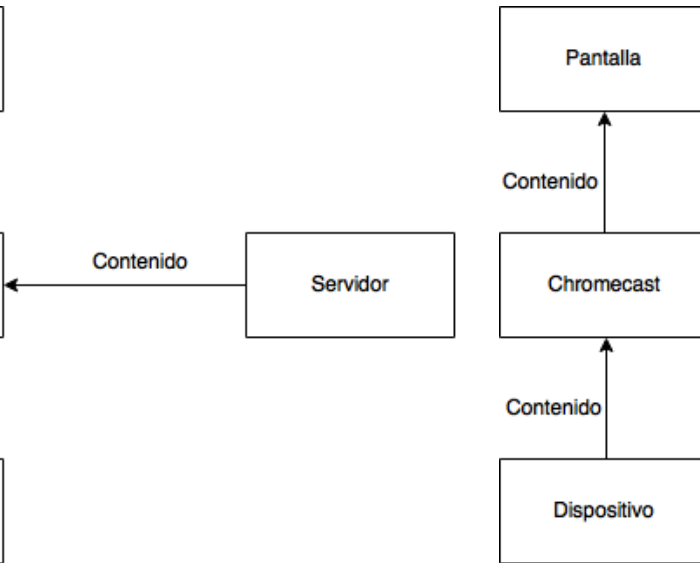 Pantalla
Contenido
Contenido
Servidor
Chromecast
Contenido
Dispositivo